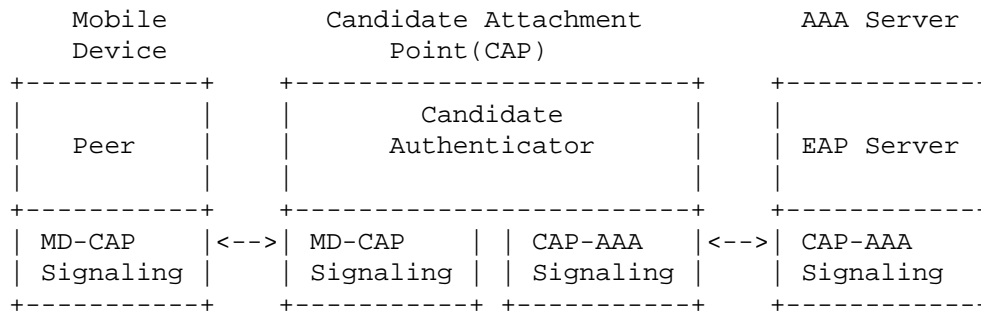 Mobile Candidate Attachment AAA Server
Device Point(CAP)
+-----------+ +-------------------------+ +------------
| | | Candidate | |
| Peer | | Authenticator | | EAP Server
| | | | |
+-----------+ +-------------------------+ +------------
| MD-CAP |<-->| MD-CAP | | CAP-AAA |<-->| CAP-AAA
| Signaling | | Signaling | | Signaling | | Signaling
+-----------+ +-----------+ +-----------+ +------------